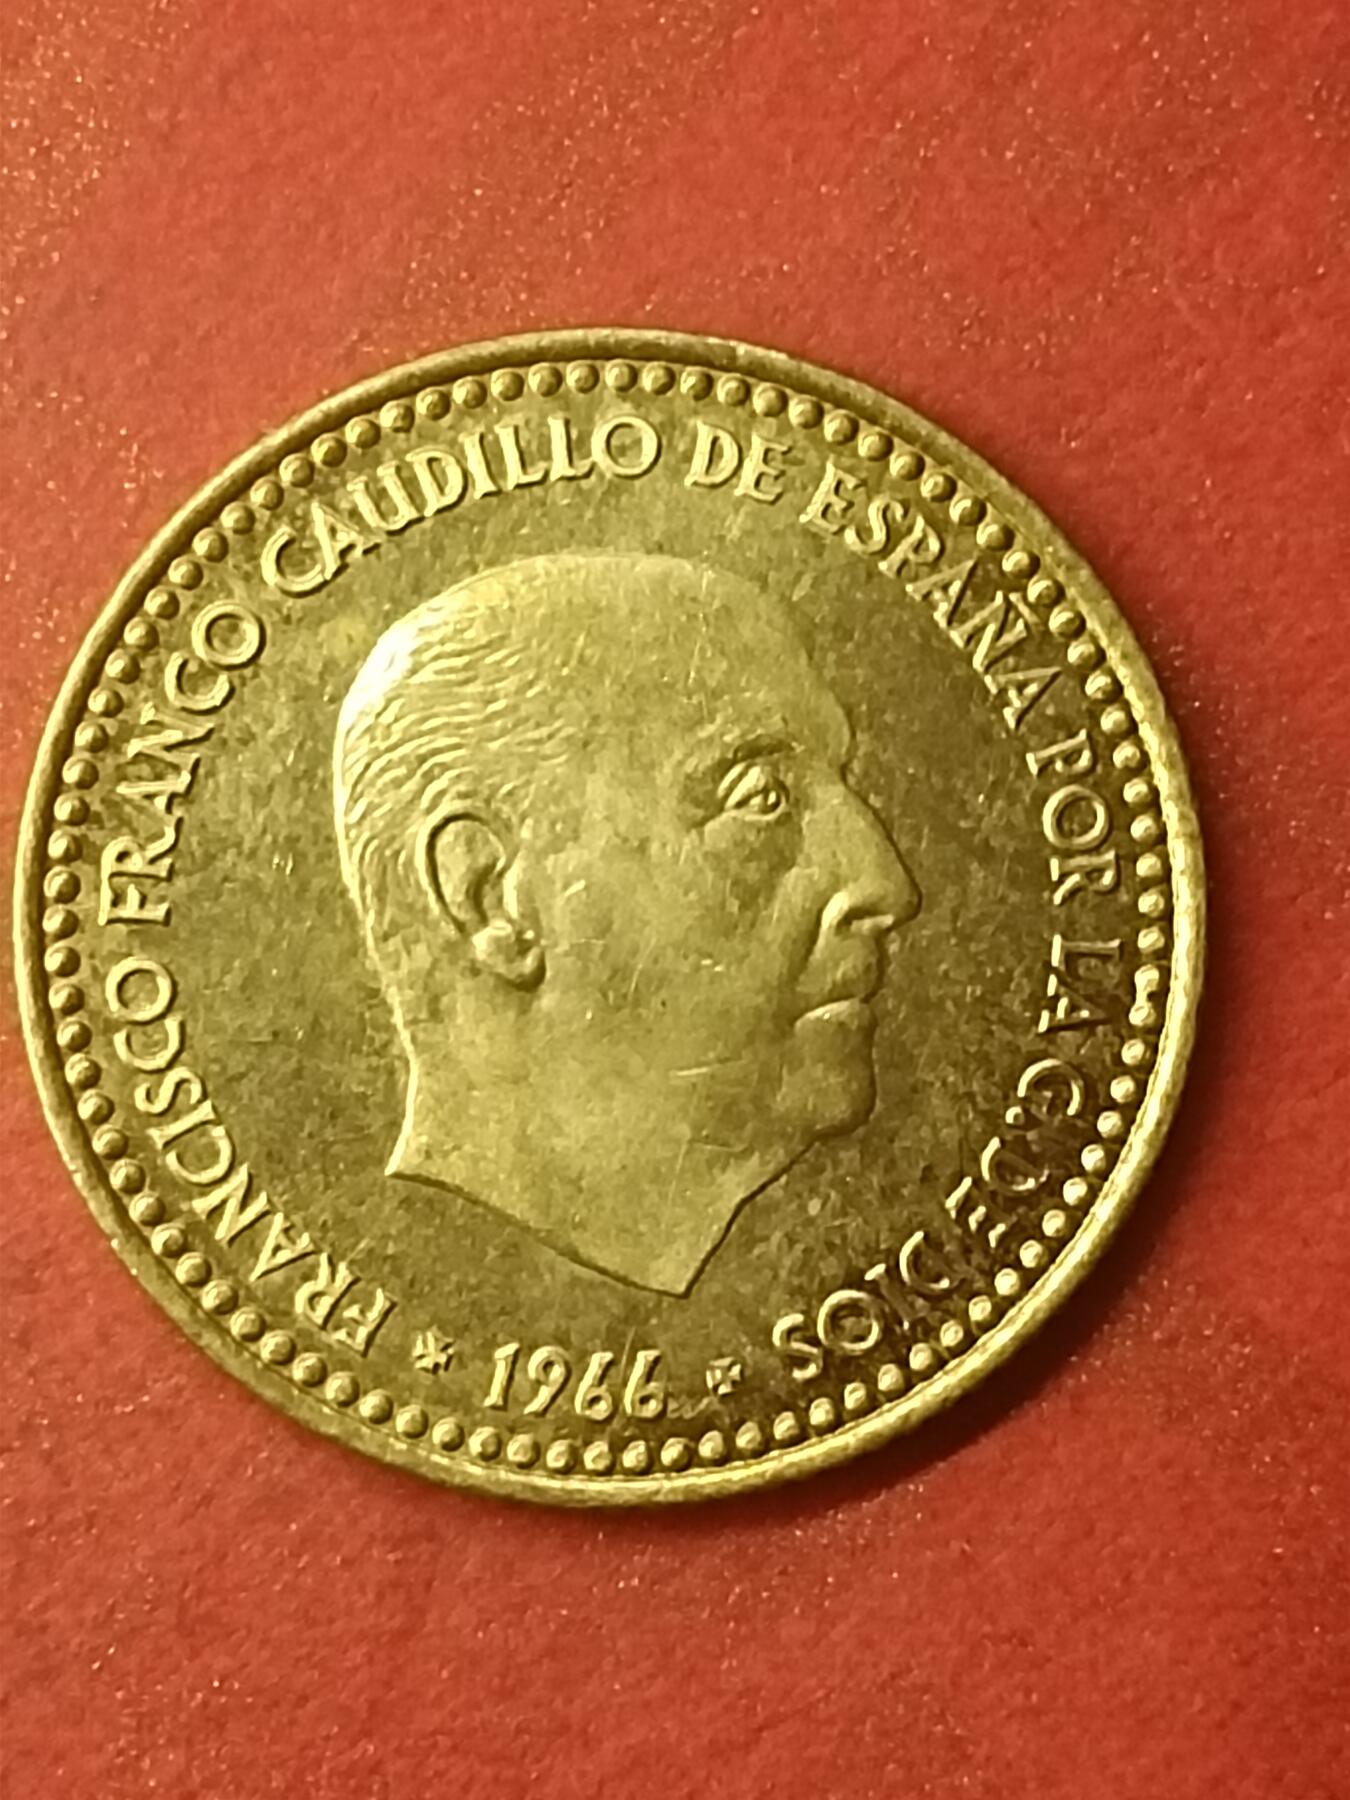 FRANCISCO FRANCO CAUDILLO DE ESPAÑA POR LA G. DE DIOS
1966